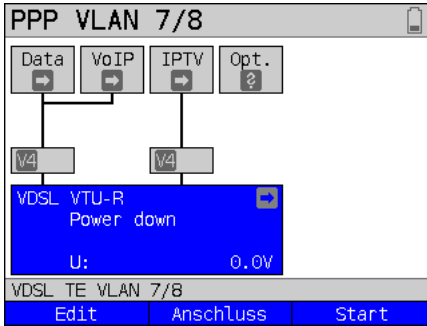 PPP VLAN 7/8
Data VoIP IPTV Opt.
V4 V4
VDSL VTU-R
Power down
U: 0.0V
VDSL TE VLAN 7/8
Edit Anschluss Start